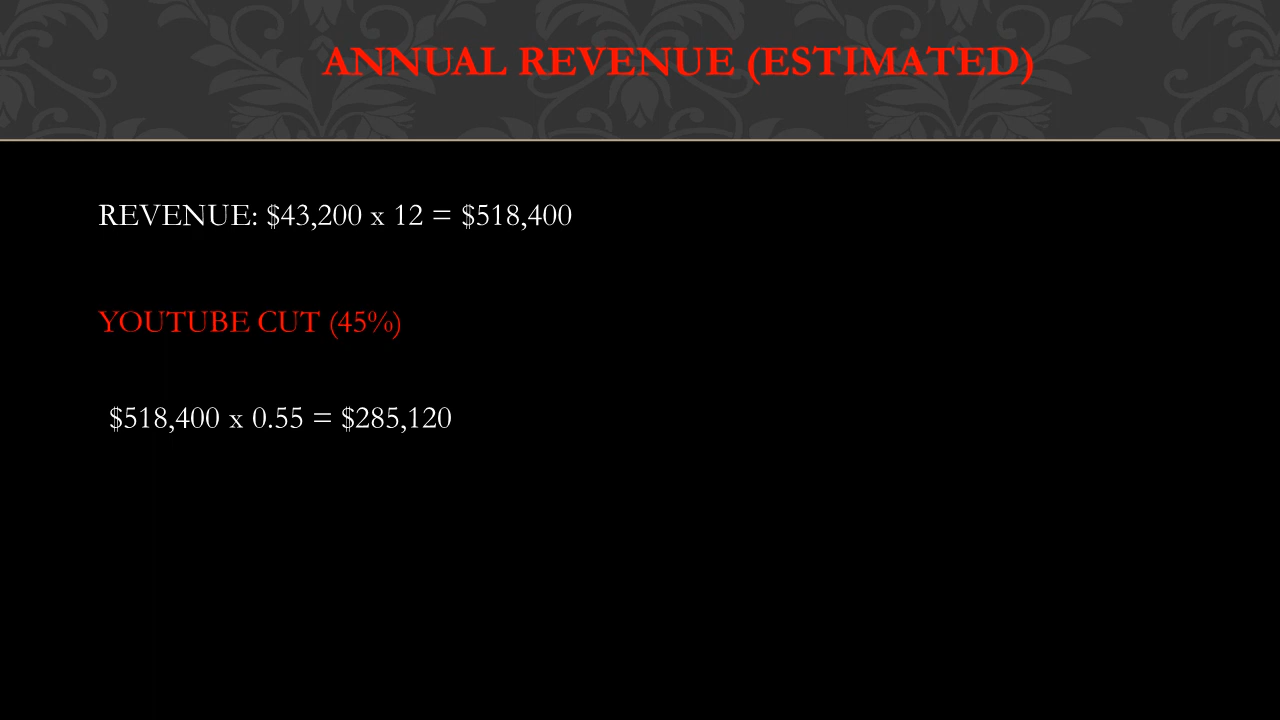 ANNUAL REVENUE (ESTIMATED)
REVENUE: $43,200 x 12 = $518,400
YOUTUBE CUT (45%)
$518,400 x 0.55 = $285,120